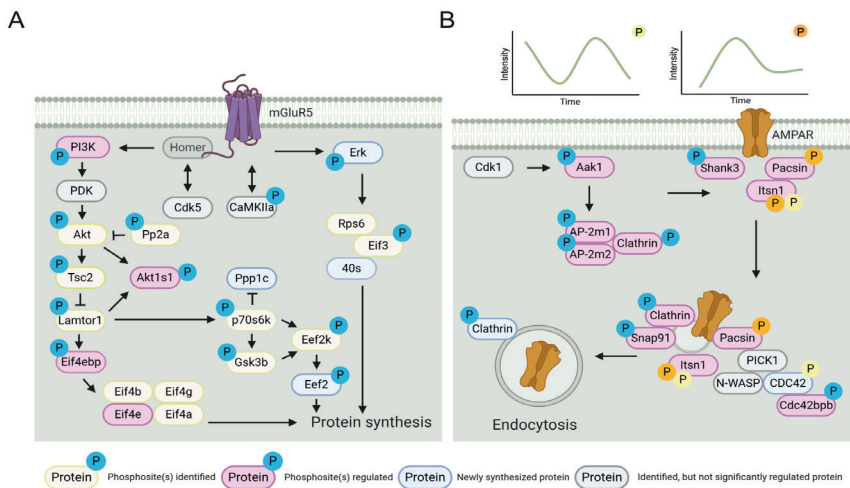 A
mGluR5
P
PI3K
Homer
Erk
P
P
PDK
Cdk5
CaMKIIa
P
P
Akt
P
Pp2a
Rps6
P
Eif3
P
Tsc2
Akt1s1
P
Ppp1c
40s
P
Lamtor1
P
p70s6k
P
Eef2k
P
Eif4ebp
P
Gsk3b
P
Eef2
Eif4b
Eif4g
Eif4e
Eif4a
Protein synthesis
B
Intensity
Time
P
Intensity
Time
P
AMPAR
Cdk1
P
Aak1
P
Shank3
P
Pacsin
Itsn1
P
P
P
AP-2m1
P
AP-2m2
Clathrin
P
P
Clathrin
P
Clathrin
P
Snap91
Pacsin
P
Itsn1
P
P
PICK1
N-WASP
CDC42
P
Cdc42bpb
P
Endocytosis
Protein
P
Phosphosite(s) identified
Protein
P
Phosphosite(s) regulated
Protein
Newly synthesized protein
Protein
Identified, but not significantly regulated protein